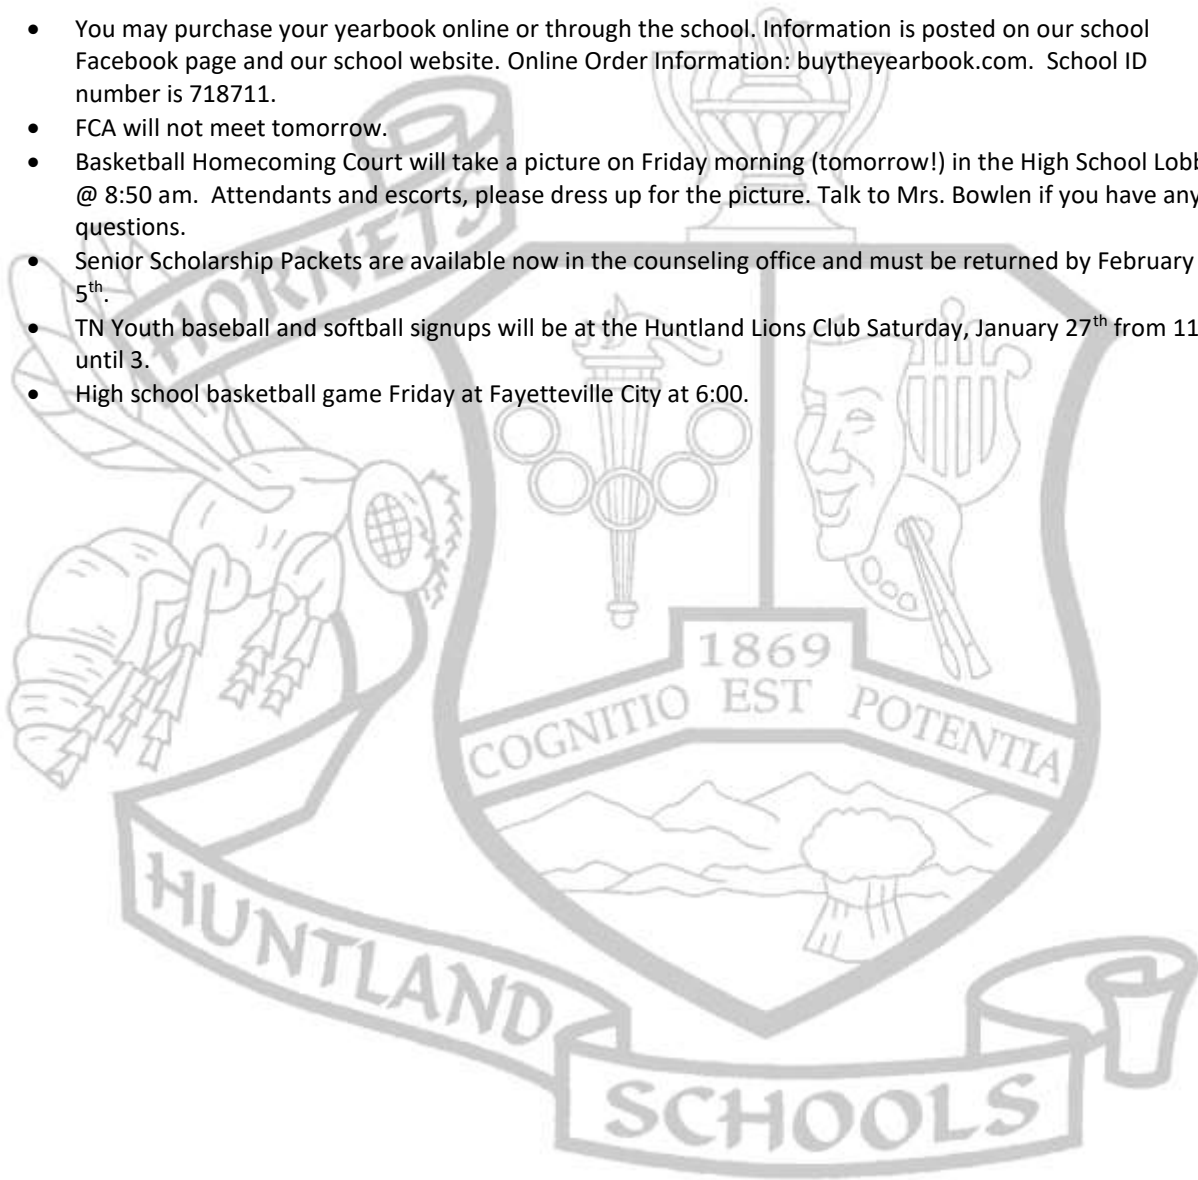 • You may purchase your yearbook online or through the school. Information is posted on our school
Facebook page and our school website. Online Order Information: buytheyearbook.com.  School ID
number is 718711.
• FCA will not meet tomorrow.
• Basketball Homecoming Court will take a picture on Friday morning (tomorrow!) in the High School Lobb
@ 8:50 am.  Attendants and escorts, please dress up for the picture. Talk to Mrs. Bowlen if you have any
questions.
• Senior Scholarship Packets are available now in the counseling office and must be returned by February
5th.
• TN Youth baseball and softball signups will be at the Huntland Lions Club Saturday, January 27th from 11
until 3.
• High school basketball game Friday at Fayetteville City at 6:00.
HORNETS
1869
COGNITIO EST POTENTIA
HUNTLAND
SCHOOLS